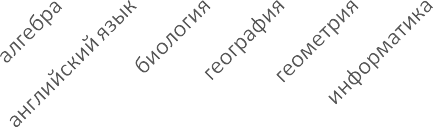 алгебра
английский язык
биология
география
геометрия
информатика